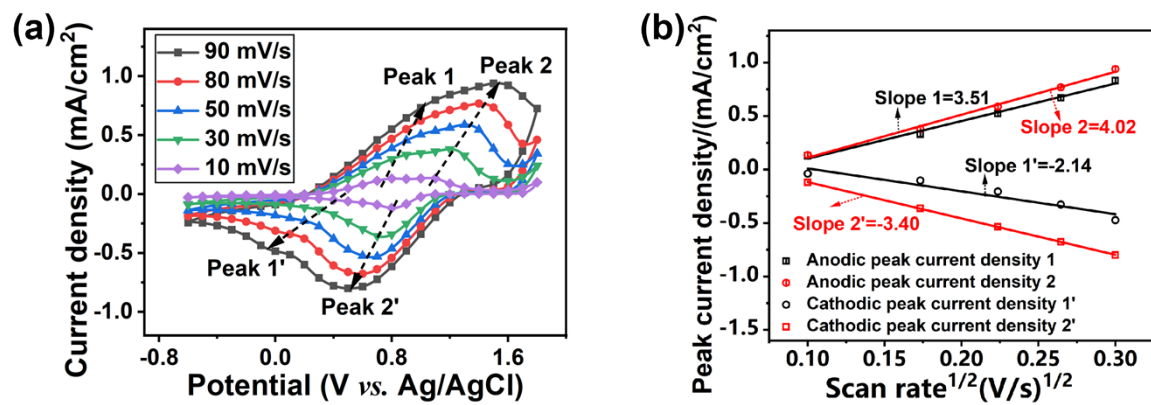 (a)
Current density (mA/cm2)
1.0
0.5
0.0
-0.5
-1.0
90 mV/s
80 mV/s
50 mV/s
30 mV/s
10 mV/s
Peak 1
Peak 2
Peak 1'
Peak 2'
-0.8
0.0
0.8
1.6
Potential (V vs. Ag/AgCl)
(b)
Peak current density/(mA/cm2)
1.0
0.5
0.0
-0.5
-1.0
-1.5
Slope 1=3.51
Slope 2=4.02
Slope 1'=-2.14
Slope 2'=-3.40
Anodic peak current density 1
Anodic peak current density 2
Cathodic peak current density 1'
Cathodic peak current density 2'
0.10
0.15
0.20
0.25
0.30
Scan rate1/2(V/s)1/2